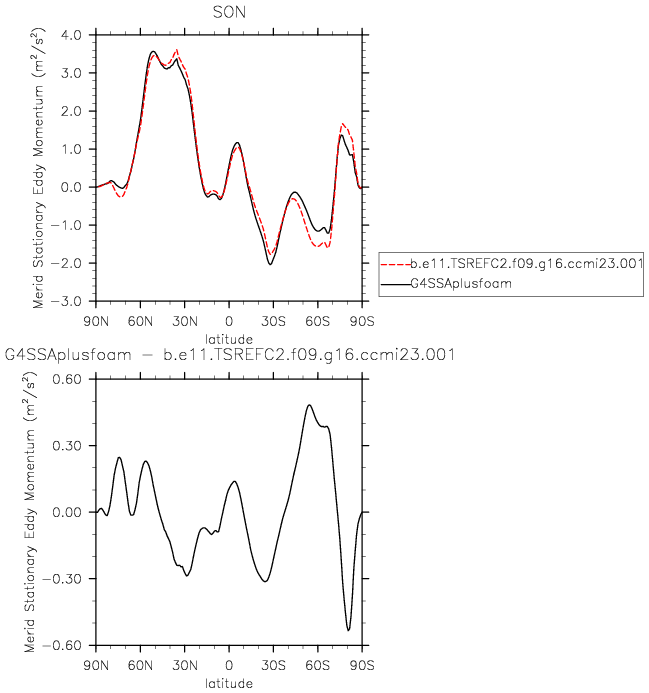 SON
Merid Stationary Eddy Momentum (m²/s²)
4.0
3.0
2.0
1.0
0.0
−1.0
−2.0
−3.0
90N 60N 30N 0 30S 60S 90S
latitude
b.e11.TSREFC2.f09.g16.ccmi23.001
G4SSAplusfoam
G4SSAplusfoam − b.e11.TSREFC2.f09.g16.ccmi23.001
Merid Stationary Eddy Momentum (m²/s²)
0.60
0.30
0.00
−0.30
−0.60
90N 60N 30N 0 30S 60S 90S
latitude